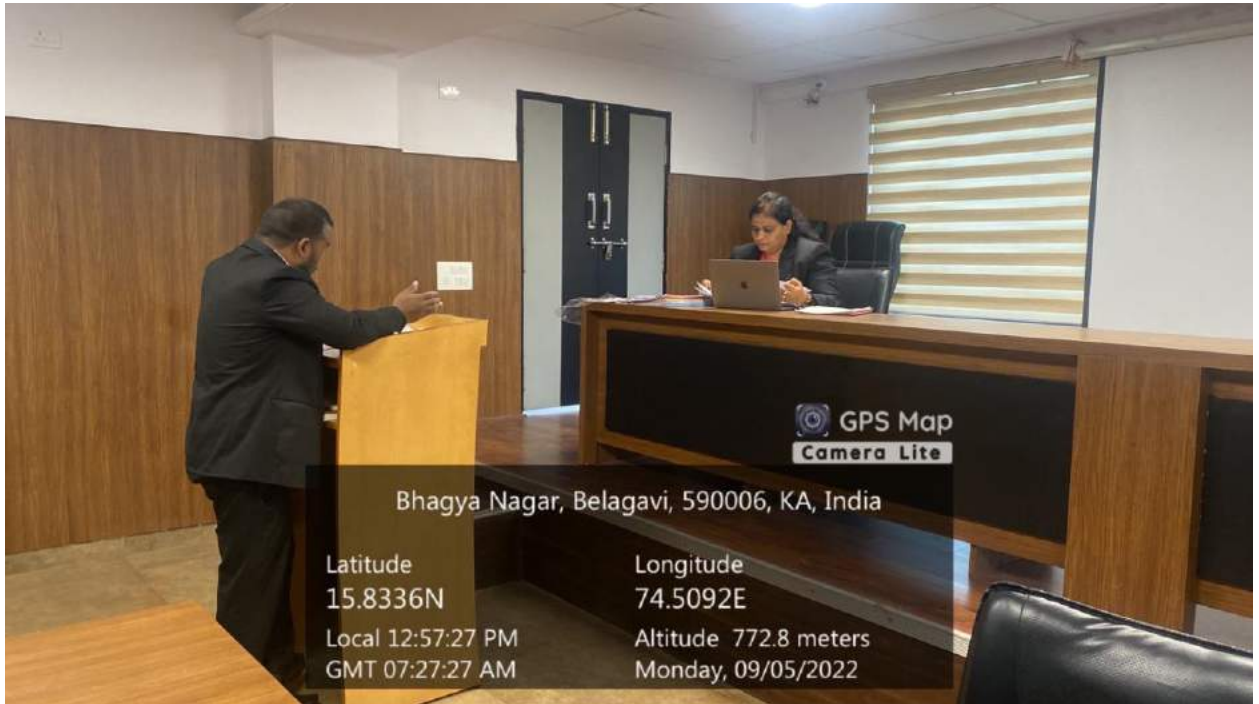 GPS Map
Camera Lite
Bhagya Nagar, Belagavi, 590006, KA, India
Latitude
15.8336N
Longitude
74.5092E
Local 12:57:27 PM
GMT 07:27:27 AM
Altitude 772.8 meters
Monday, 09/05/2022